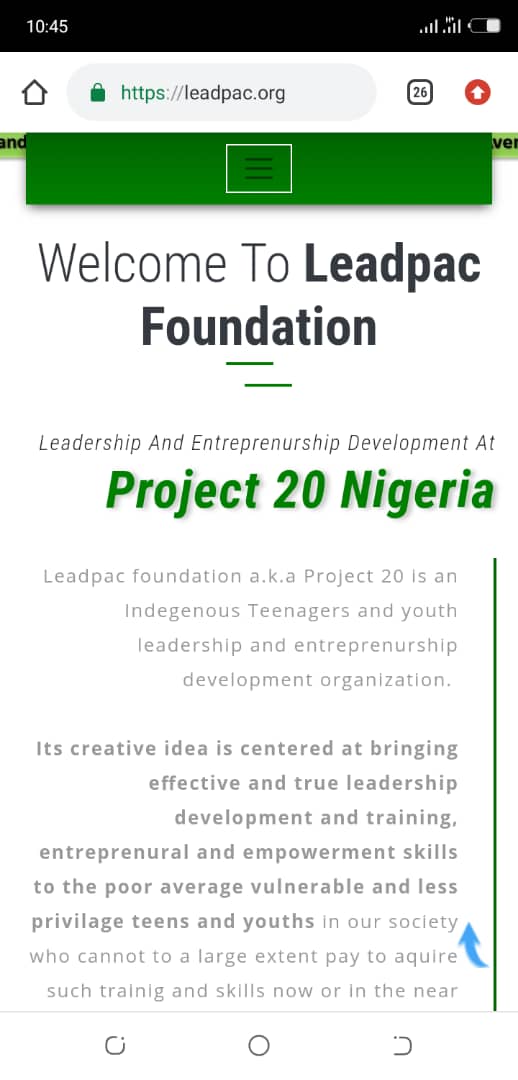 10:45
https://leadpac.org
26
and
ver
Welcome To Leadpac
Foundation
Leadership And Entreprenurship Development At
Project 20 Nigeria
Leadpac foundation a.k.a Project 20 is an
Indegenous Teenagers and youth
leadership and entreprenurship
development organization.
Its creative idea is centered at bringing
effective and true leadership
development and training,
entreprenural and empowerment skills
to the poor average vulnerable and less
privilage teens and youths in our society
who cannot to a large extent pay to aquire
such trainig and skills now or in the near